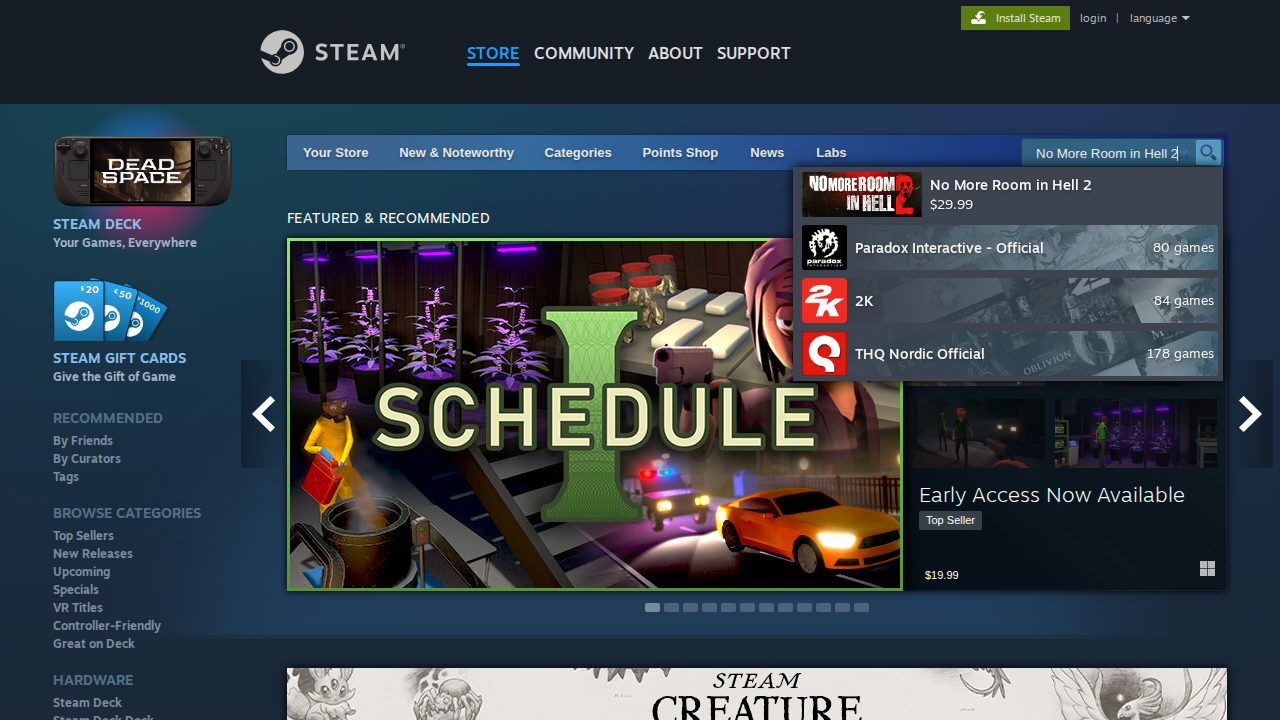 Install Steam
login | language
STEAM®
STORE COMMUNITY ABOUT SUPPORT
Your Store New & Noteworthy Categories Points Shop News Labs
No More Room in Hell 2
NO MORE ROOM IN HELL 2
No More Room in Hell 2
$29.99
paradox
INTERACTIVE
Paradox Interactive - Official
80 games
2K
2K
84 games
THQ Nordic Official
OBLIVION
178 games
DEAD SPACE
STEAM DECK
Your Games, Everywhere
$20 €50 £1000
STEAM GIFT CARDS
Give the Gift of Game
RECOMMENDED
By Friends
By Curators
Tags
BROWSE CATEGORIES
Top Sellers
New Releases
Upcoming
Specials
VR Titles
Controller-Friendly
Great on Deck
HARDWARE
Steam Deck
Steam Deck Dock
FEATURED & RECOMMENDED
SCHEDULE I
Early Access Now Available
Top Seller
$19.99
STEAM
CREATURE